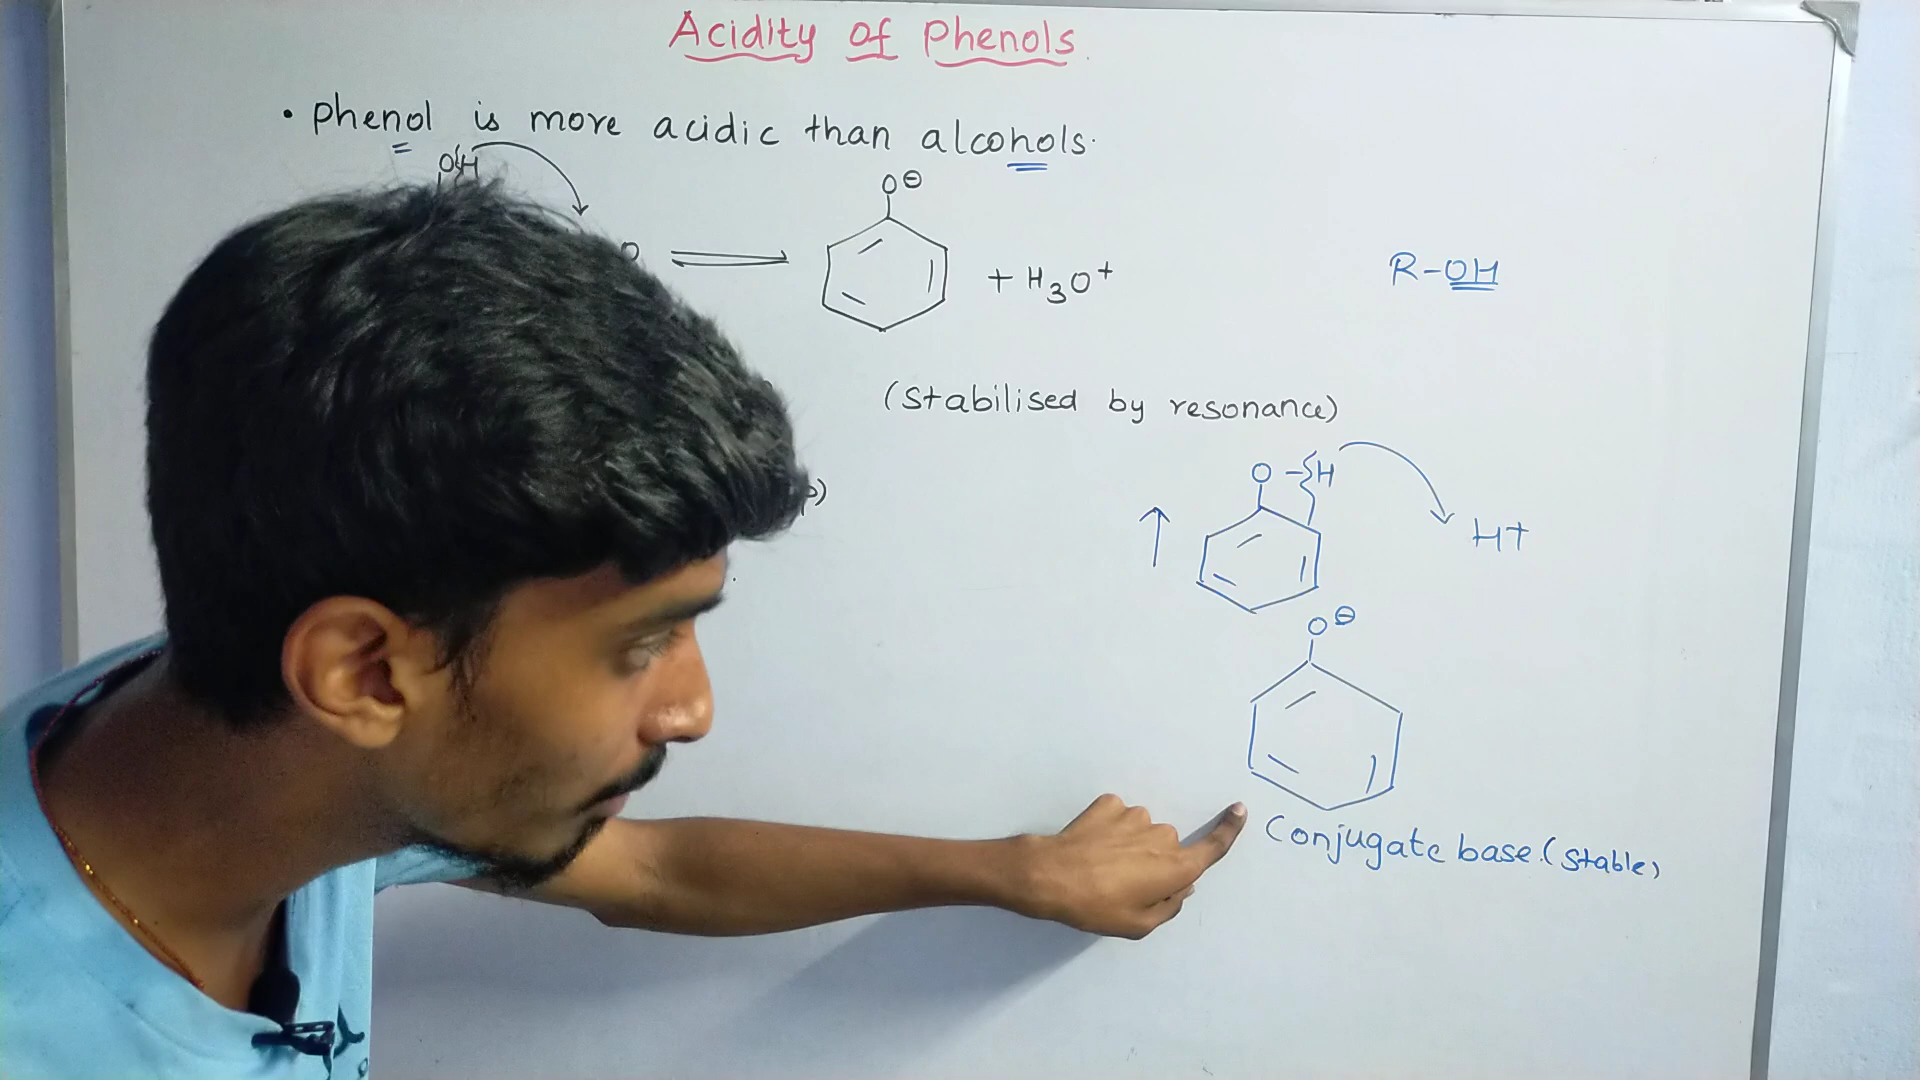 Acidity of Phenols
• phenol is more acidic than alcohols.
OH
O⊖
+ H3O+
R-OH
(Stabilised by resonance)
O-H
H+
O⊖
Conjugate base. (Stable)